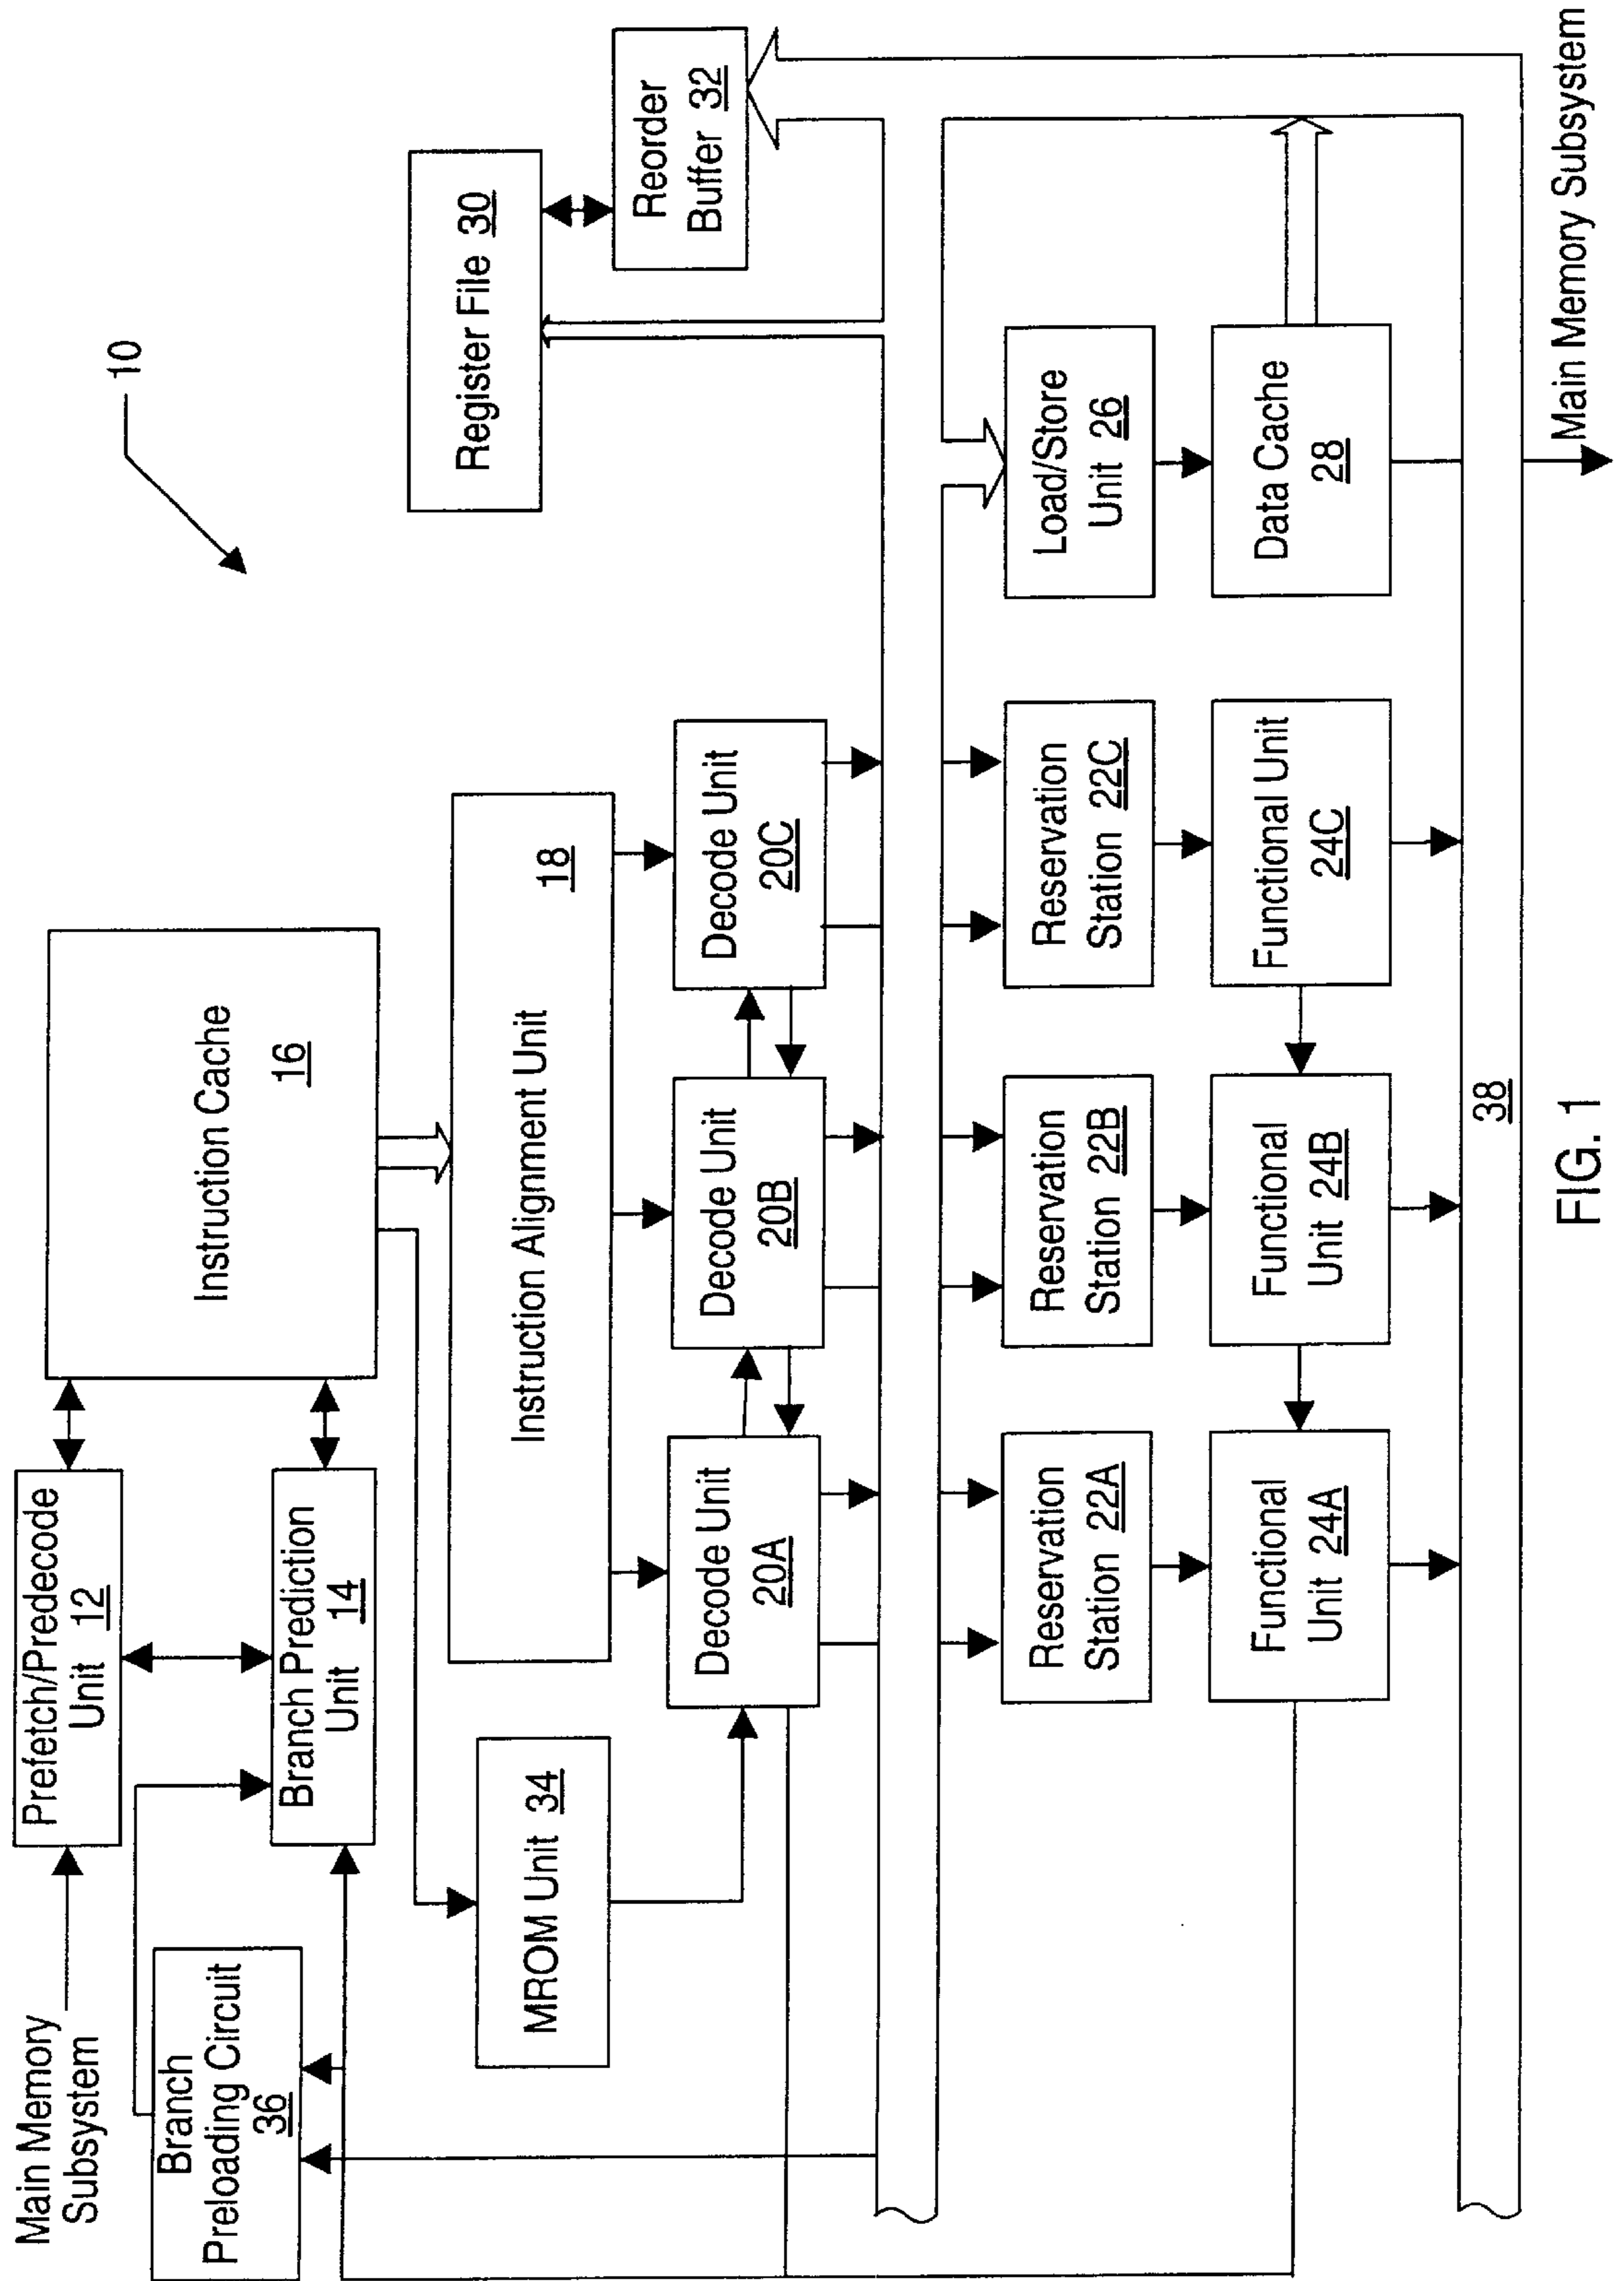 Main Memory
Subsystem
Prefetch/Predecode
Unit 12
Branch
Preloading Circuit
36
Branch Prediction
Unit 14
Instruction Cache
16
10
MROM Unit 34
Instruction Alignment Unit 18
Register File 30
Reorder
Buffer 32
Decode Unit
20A
Decode Unit
20B
Decode Unit
20C
Reservation
Station 22A
Reservation
Station 22B
Reservation
Station 22C
Load/Store
Unit 26
Functional
Unit 24A
Functional
Unit 24B
Functional Unit
24C
Data Cache
28
38
Main Memory Subsystem
FIG. 1